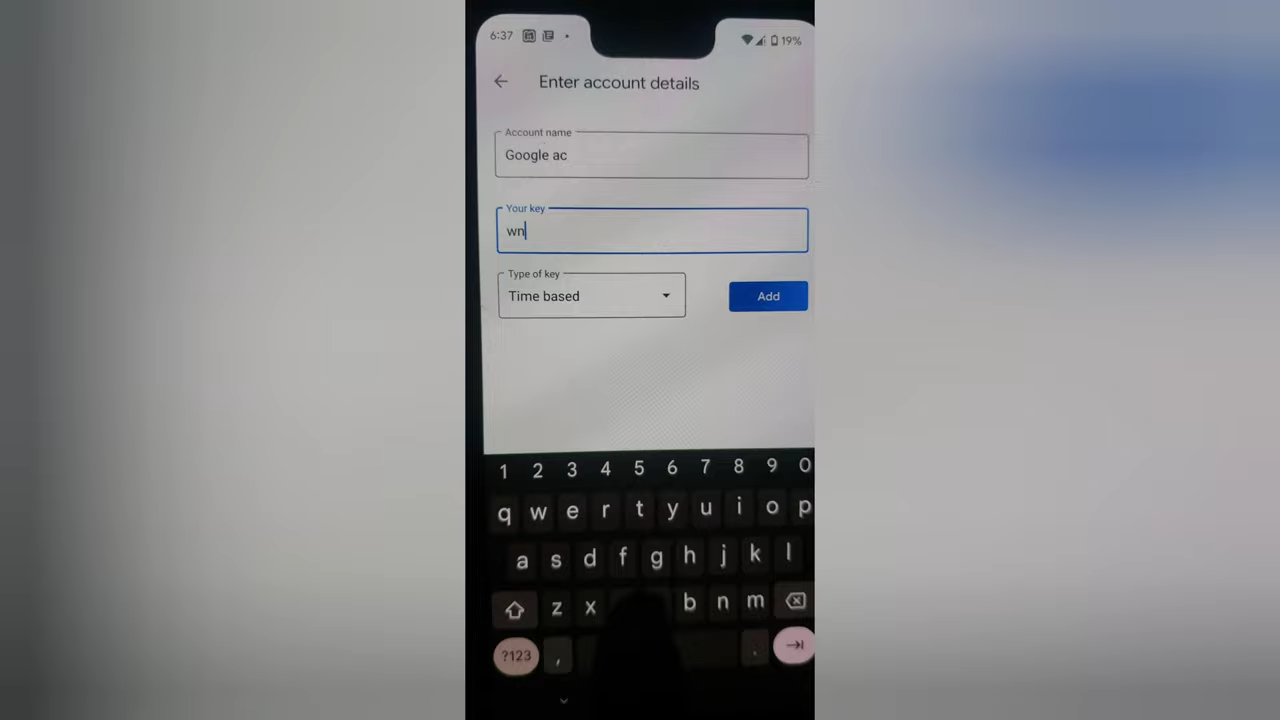 6:37
19%
Enter account details
Account name
Google ac
Your key
wn
Type of key
Time based
Add
1 2 3 4 5 6 7 8 9 0
q w e r t y u i o p
a s d f g h j k l
z x b n m
?123 , .